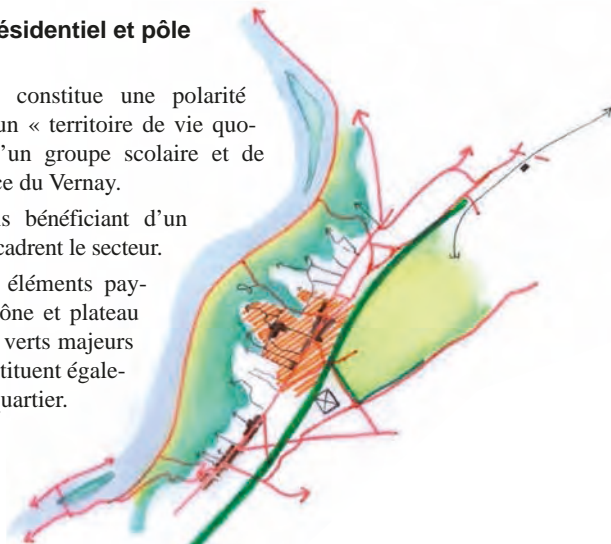 ésidentiel et pôle
constitue une polarité
un « territoire de vie quo-
'un groupe scolaire et de
ce du Vernay.
s bénéficiant d'un
cadrent le secteur.
éléments pay-
ône et plateau
verts majeurs
tituent égale-
uartier.